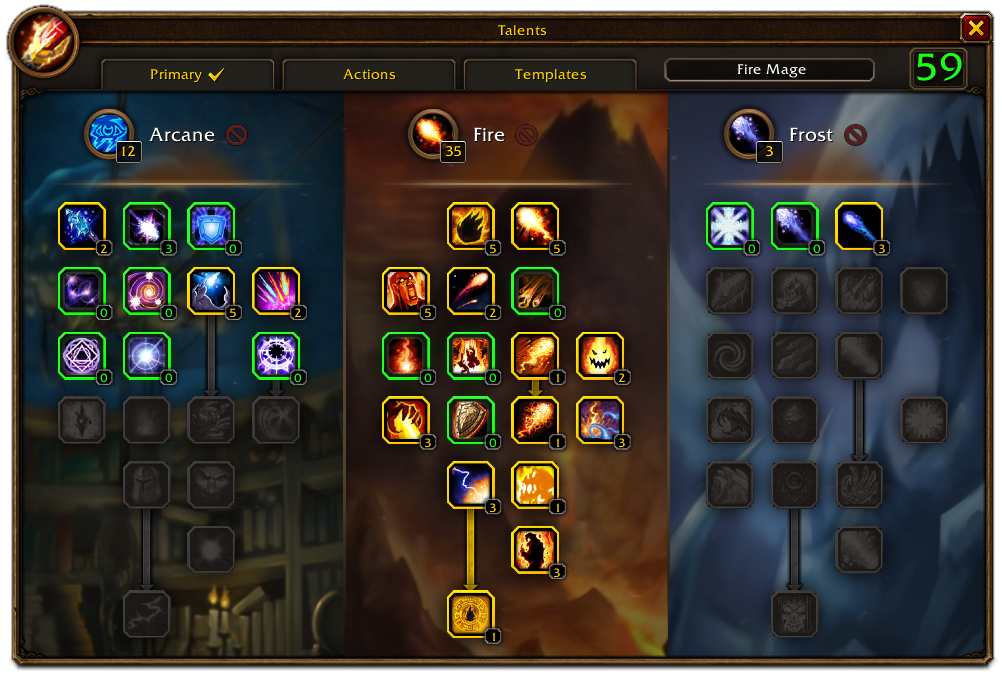 Talents
Primary Actions Templates Fire Mage 59
Arcane Fire Frost
12 35 3
2 3 0 5 5 0 0 3
0 0 5 2 5 2 0
0 0 0 0 0 1 2
3 0 1 3
3 1
3
1